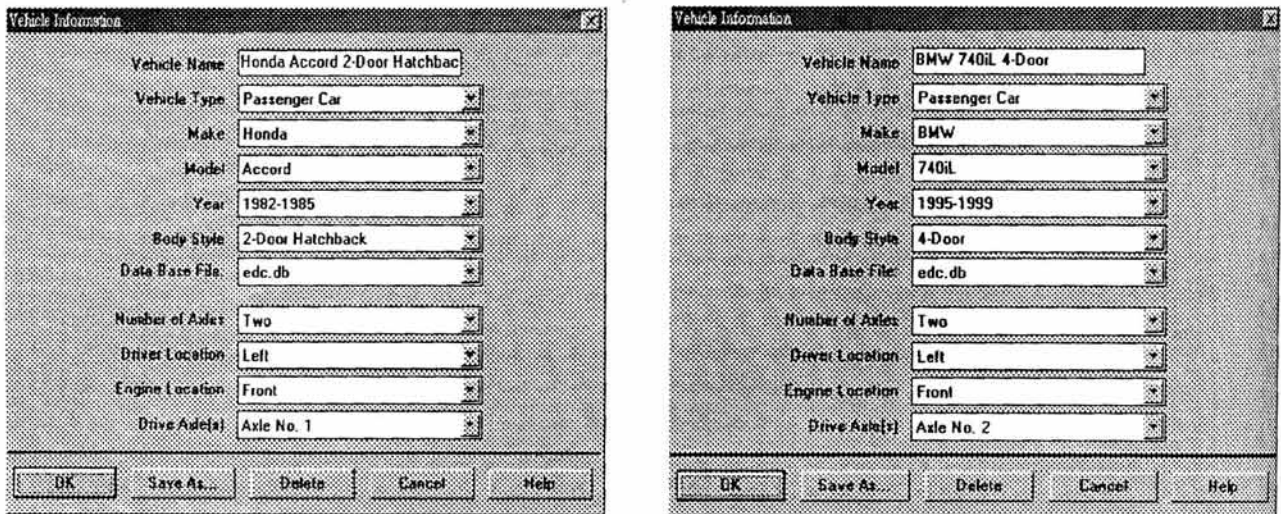 Vehicle Information
Vehicle Name Honda Accord 2-Door Hatchbac
Vehicle Type Passenger Car
Make Honda
Model Accord
Year 1982-1985
Body Style 2-Door Hatchback
Data Base File: edc.db
Number of Axles Two
Driver Location Left
Engine Location Front
Drive Axle(s) Axle No. 1
OK Save As... Delete Cancel Help
Vehicle Information
Vehicle Name BMW 740iL 4-Door
Vehicle Type Passenger Car
Make BMW
Model 740iL
Year 1995-1999
Body Style 4-Door
Data Base File: edc.db
Number of Axles Two
Driver Location Left
Engine Location Front
Drive Axle(s) Axle No. 2
OK Save As... Delete Cancel Help